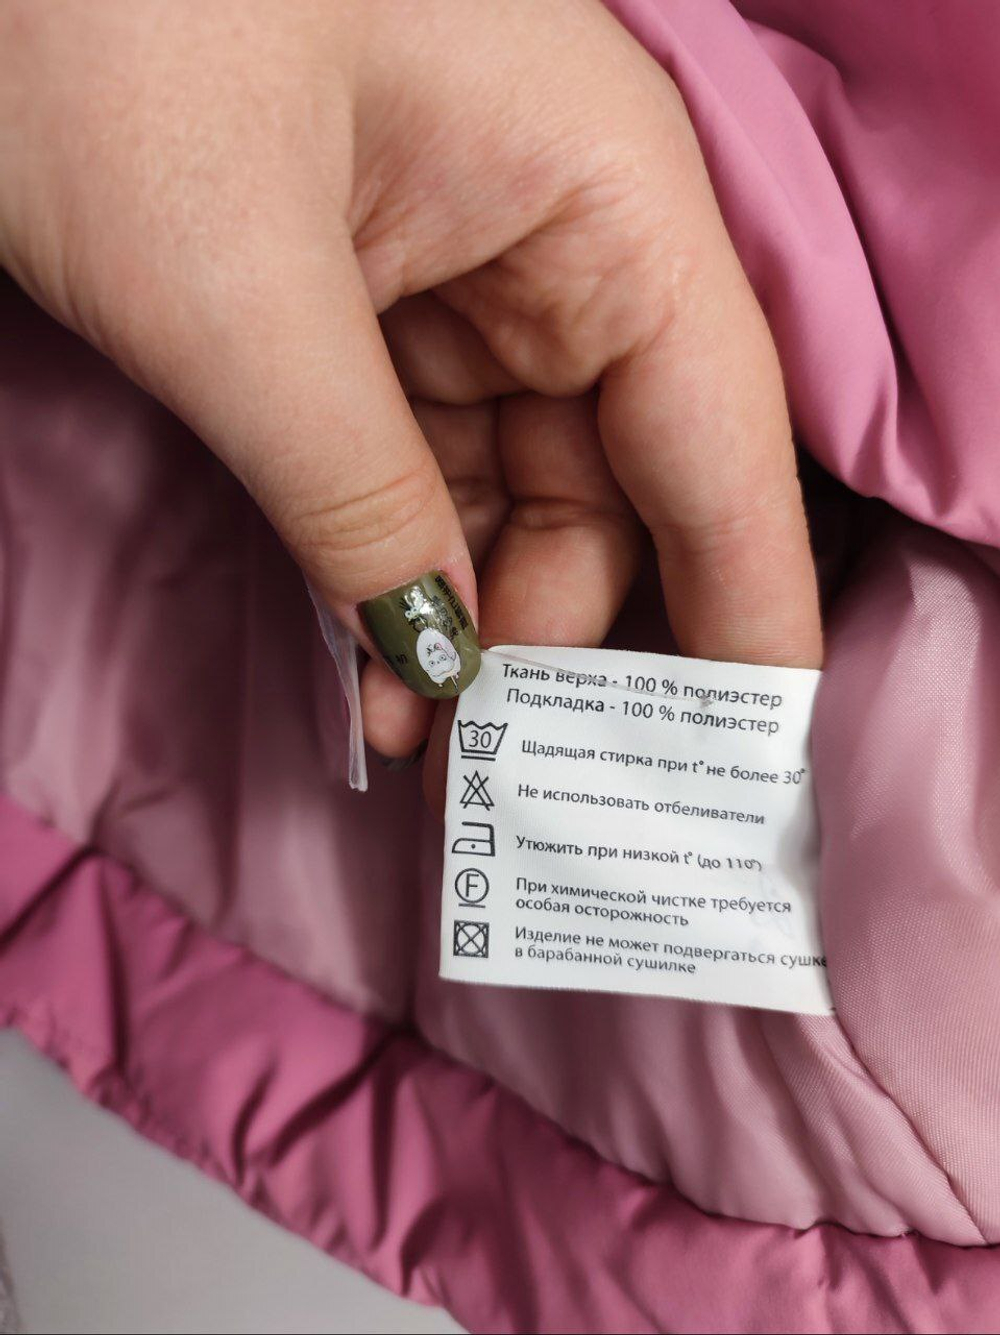 Ткань верха - 100 % полиэстер
Подкладка - 100 % полиэстер
30
Щадящая стирка при t° не более 30°
Не использовать отбеливатели
Утюжить при низкой t° (до 110°)
F
При химической чистке требуется
особая осторожность
Изделие не может подвергаться сушке
в барабанной сушилке